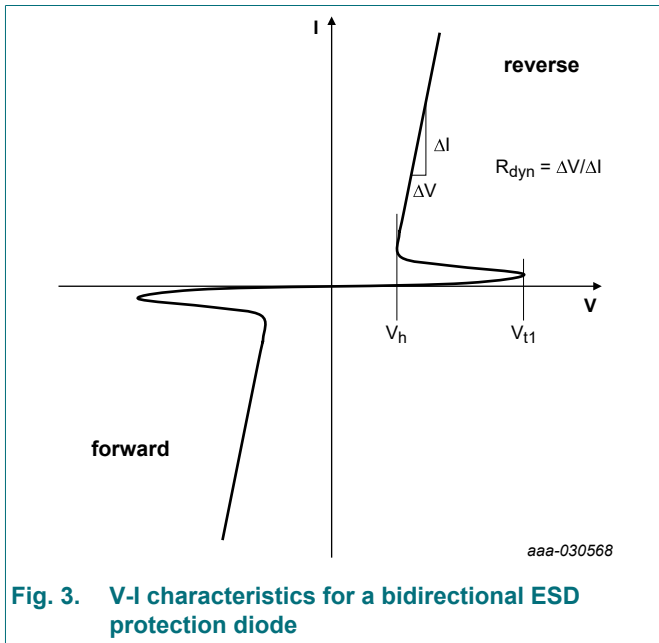 I
reverse
ΔI
R_dyn = ΔV/ΔI
ΔV
V
V_h
V_t1
forward
aaa-030568
Fig. 3. V-I characteristics for a bidirectional ESD
protection diode